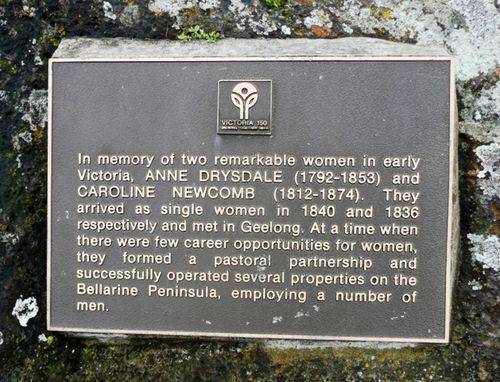 VICTORIA 150
In memory of two remarkable women in early
Victoria, ANNE DRYSDALE (1792-1853) and
CAROLINE NEWCOMB (1812-1874). They
arrived as single women in 1840 and 1836
respectively and met in Geelong. At a time when
there were few career opportunities for women,
they formed a pastoral partnership and
successfully operated several properties on the
Bellarine Peninsula, employing a number of
men.